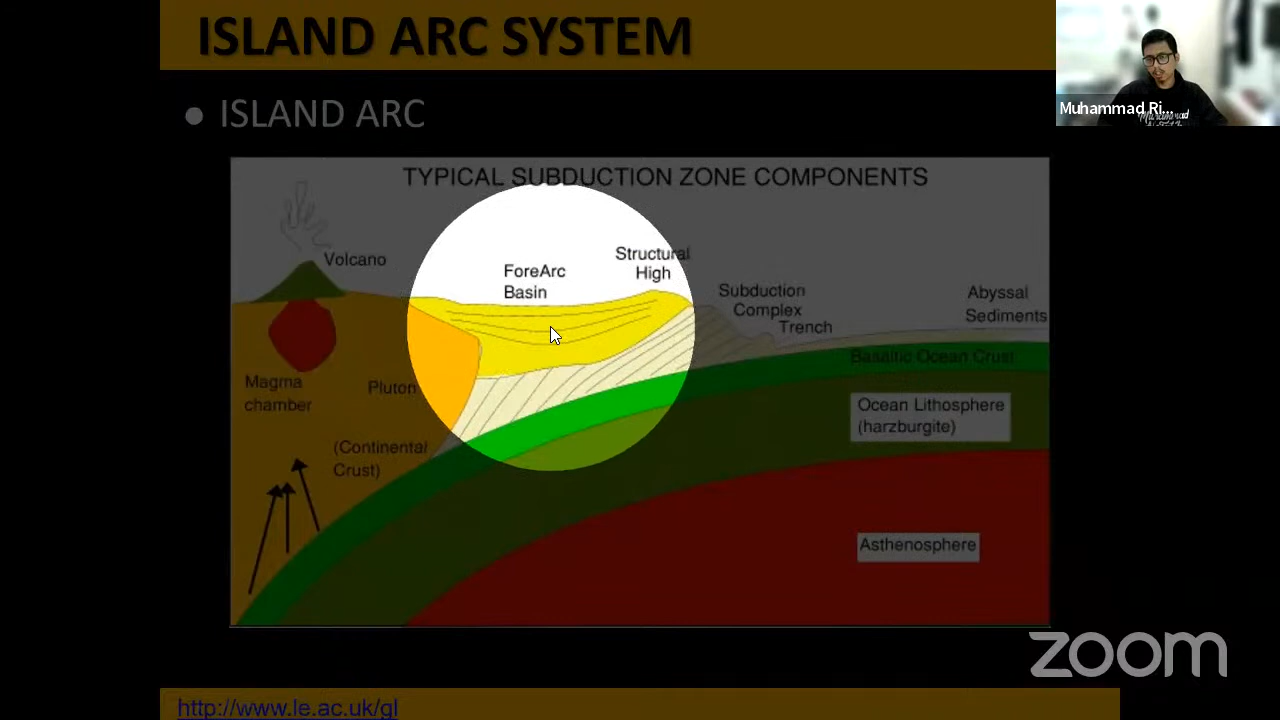 ISLAND ARC SYSTEM
Muhammad Ri...
● ISLAND ARC
TYPICAL SUBDUCTION ZONE COMPONENTS
Volcano
ForeArc
Basin
Structural
High
Subduction
Complex
Trench
Abyssal
Sediments
Basaltic Ocean Crust
Magma
chamber
Pluton
Ocean Lithosphere
(harzburgite)
(Continental
Crust)
Asthenosphere
zoom
http://www.le.ac.uk/gl